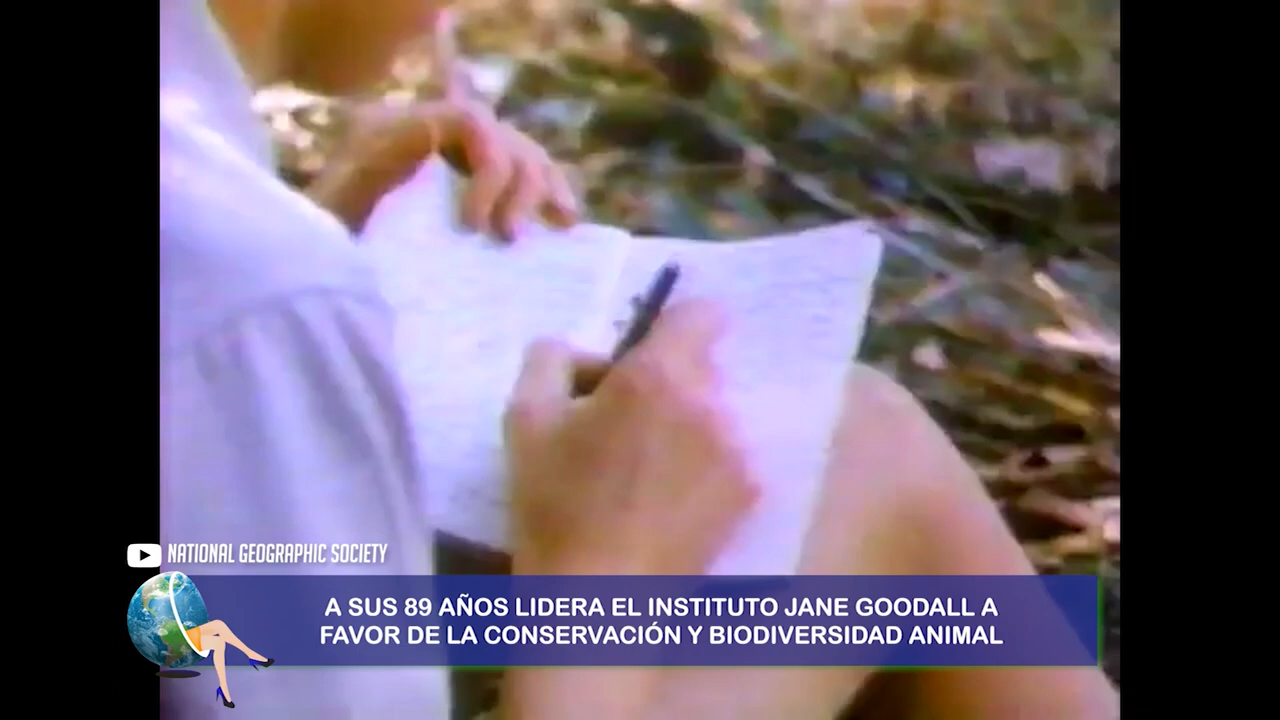 NATIONAL GEOGRAPHIC SOCIETY
A SUS 89 AÑOS LIDERA EL INSTITUTO JANE GOODALL A
FAVOR DE LA CONSERVACIÓN Y BIODIVERSIDAD ANIMAL